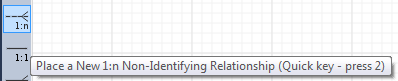 1:n
1:1
Place a New 1:n Non-Identifying Relationship (Quick key - press 2)